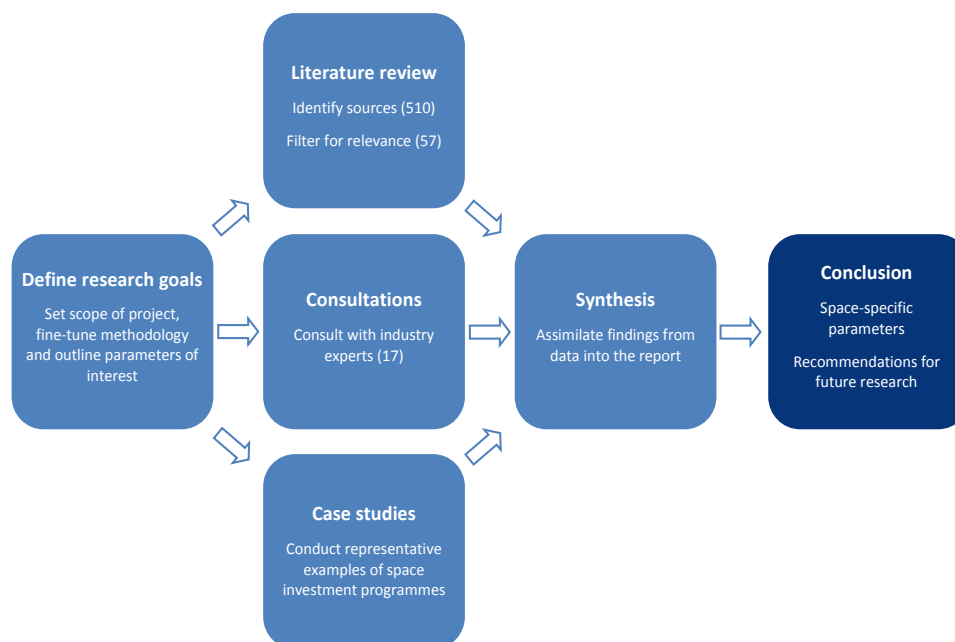 Literature review
Identify sources (510)
Filter for relevance (57)
Define research goals
Set scope of project,
fine-tune methodology
and outline parameters of
interest
Consultations
Consult with industry
experts (17)
Synthesis
Assimilate findings from
data into the report
Conclusion
Space-specific
parameters
Recommendations for
future research
Case studies
Conduct representative
examples of space
investment programmes